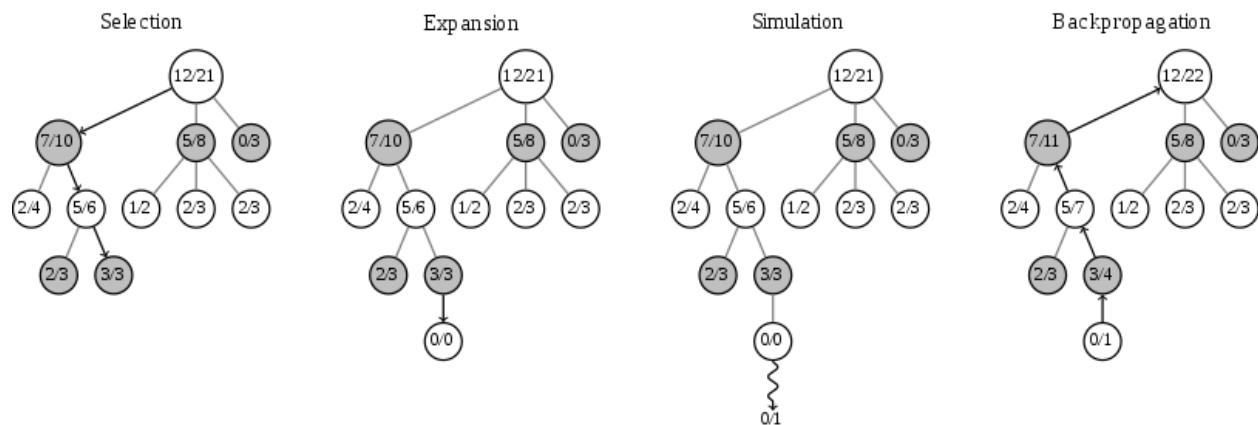 Selection Expansion Simulation Backpropagation
12/21 12/21 12/21 12/22
7/10 5/8 0/3 7/10 5/8 0/3 7/10 5/8 0/3 7/11 5/8 0/3
2/4 5/6 1/2 2/3 2/3 2/4 5/6 1/2 2/3 2/3 2/4 5/6 1/2 2/3 2/3 2/4 5/7 1/2 2/3 2/3
2/3 3/3 2/3 3/3 2/3 3/3 2/3 3/4
0/0 0/0 0/1
0/1